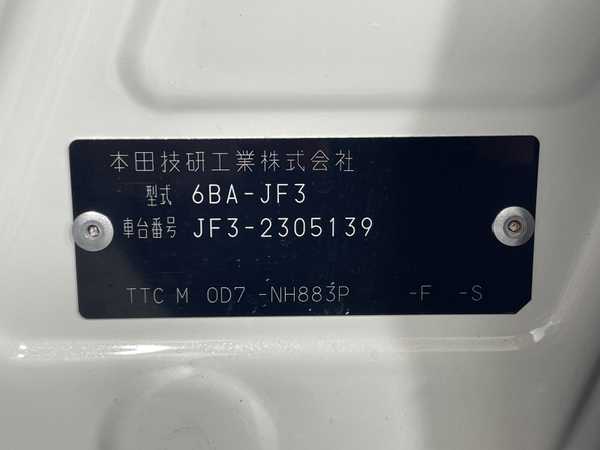 本田技研工業株式会社
型式 6BA-JF3
車台番号 JF3-2305139
TTC M 0D7 -NH883P -F -S